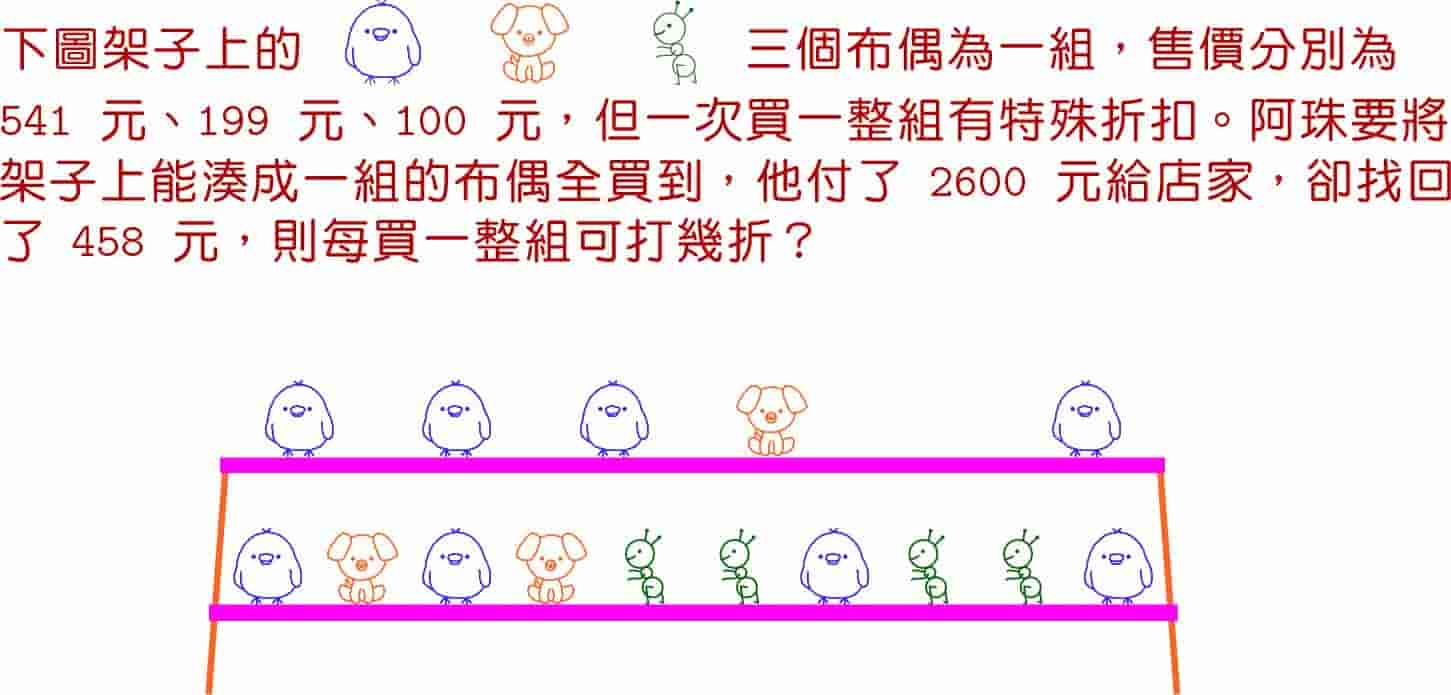 下圖架子上的 三個布偶為一組，售價分別為
541 元、199 元、100 元，但一次買一整組有特殊折扣。阿珠要將
架子上能湊成一組的布偶全買到，他付了 2600 元給店家，卻找回
了 458 元，則每買一整組可打幾折？